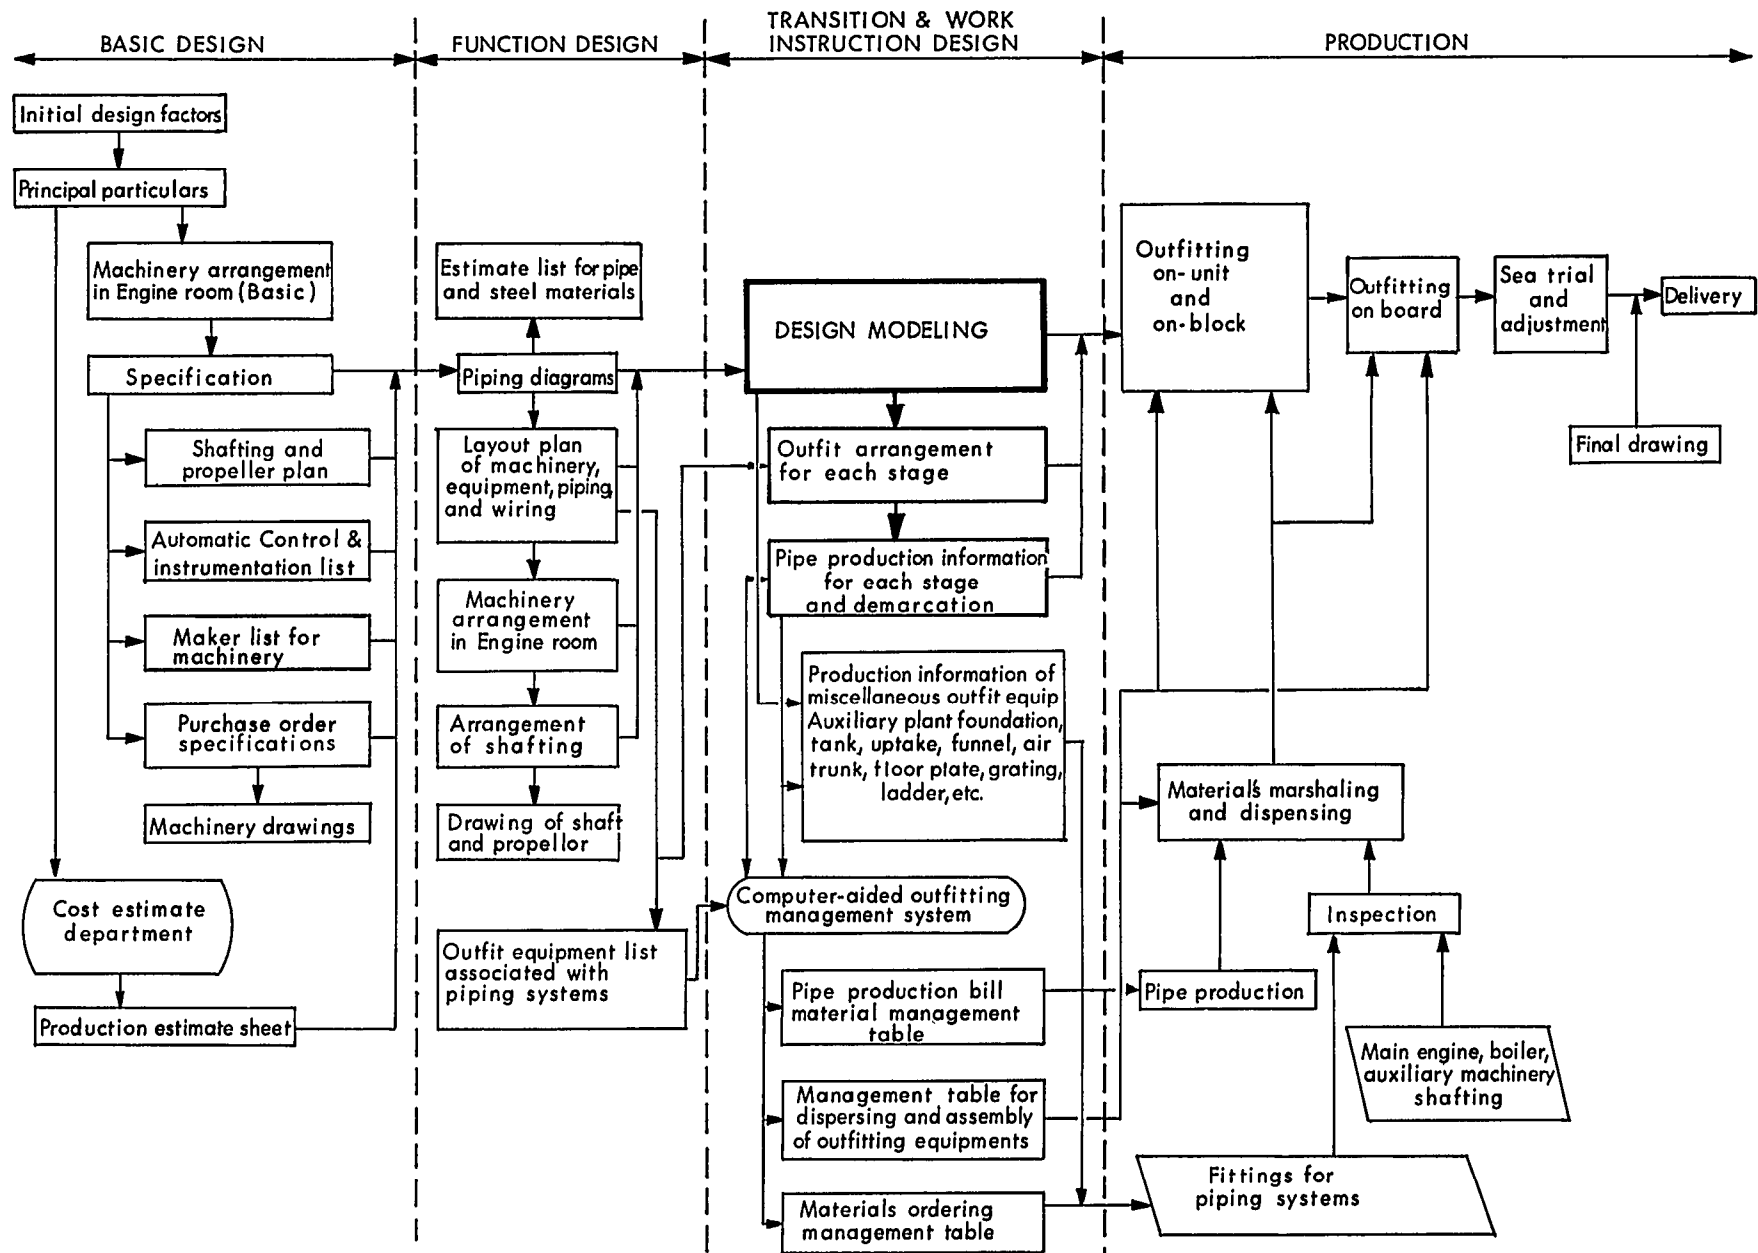 BASIC DESIGN
FUNCTION DESIGN
TRANSITION & WORK
INSTRUCTION DESIGN
PRODUCTION
Initial design factors
Principal particulars
Machinery arrangement
in Engine room (Basic)
Specification
Shafting and
propeller plan
Automatic Control &
instrumentation list
Maker list for
machinery
Purchase order
specifications
Machinery drawings
Cost estimate
department
Production estimate sheet
Estimate list for pipe
and steel materials
Piping diagrams
Layout plan
of machinery,
equipment, piping
and wiring
Machinery
arrangement
in Engine room
Arrangement
of shafting
Drawing of shaft
and propellor
Outfit equipment list
associated with
piping systems
DESIGN MODELING
Outfit arrangement
for each stage
Pipe production information
for each stage
and demarcation
Production information of
miscellaneous outfit equip
Auxiliary plant foundation,
tank, uptake, funnel, air
trunk, floor plate, grating,
ladder, etc.
Computer-aided outfitting
management system
Pipe production bill
material management
table
Management table for
dispersing and assembly
of outfitting equipments
Materials ordering
management table
Outfitting
on-unit
and
on-block
Outfitting
on board
Sea trial
and
adjustment
Delivery
Final drawing
Material's marshaling
and dispensing
Inspection
Pipe production
Main engine, boiler,
auxiliary machinery
shafting
Fittings for
piping systems